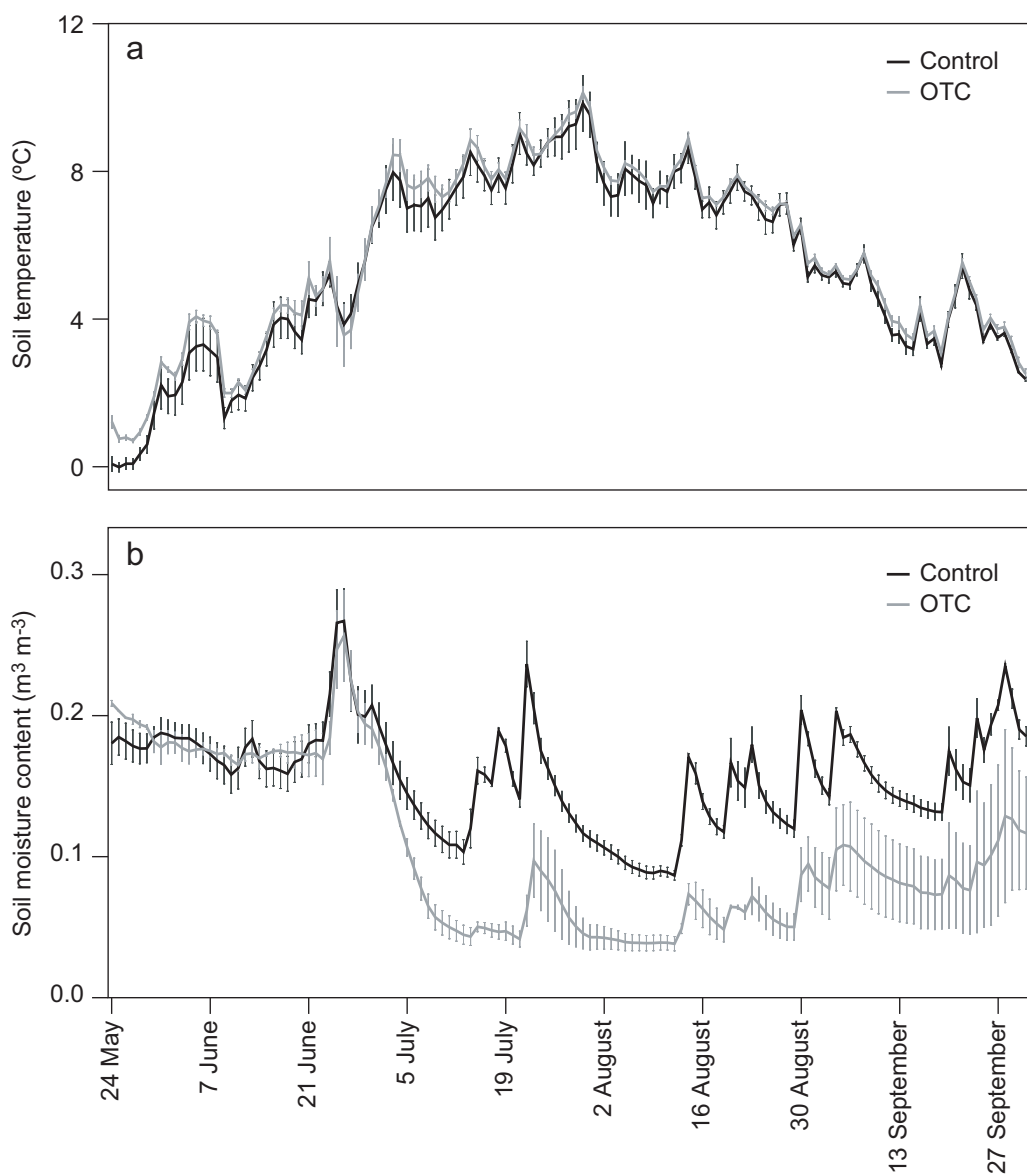 a
12
8
4
0
Soil temperature (ºC)
Control
OTC
b
0.3
0.2
0.1
0.0
Soil moisture content (m³ m⁻³)
Control
OTC
24 May
7 June
21 June
5 July
19 July
2 August
16 August
30 August
13 September
27 September